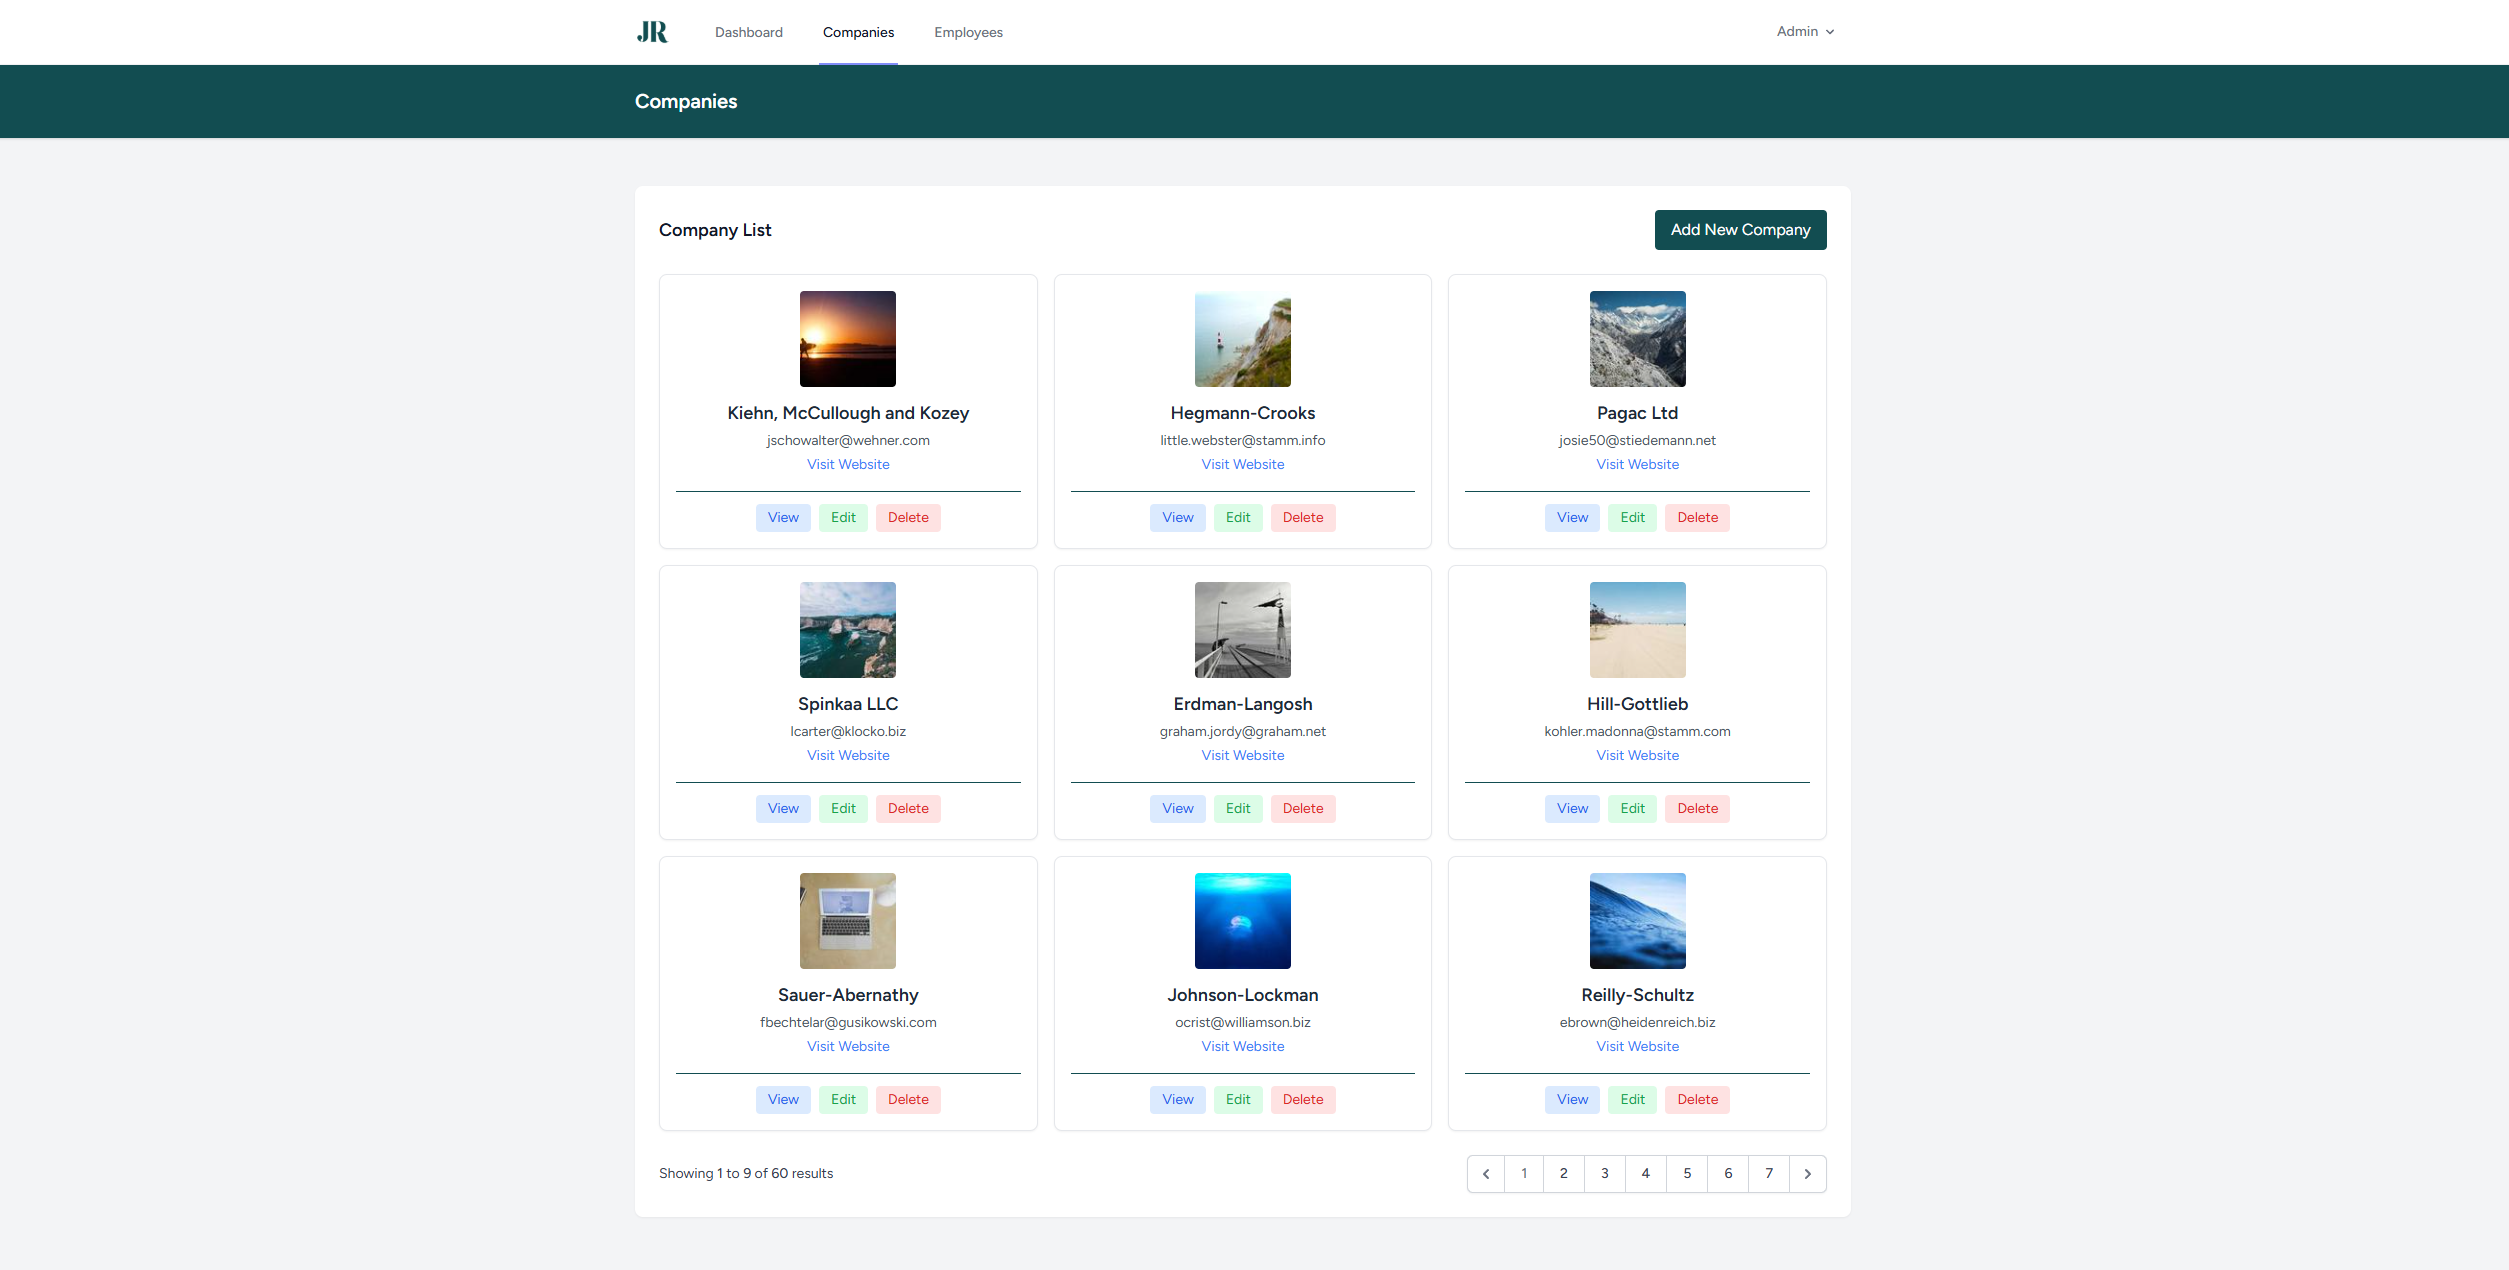 JR Dashboard Companies Employees Admin
Companies
Company List Add New Company
Kiehn, McCullough and Kozey
jschowalter@wehner.com
Visit Website
View Edit Delete
Hegmann-Crooks
little.webster@stamm.info
Visit Website
View Edit Delete
Pagac Ltd
josie50@stiedemann.net
Visit Website
View Edit Delete
Spinkaa LLC
lcarter@klocko.biz
Visit Website
View Edit Delete
Erdman-Langosh
graham.jordy@graham.net
Visit Website
View Edit Delete
Hill-Gottlieb
kohler.madonna@stamm.com
Visit Website
View Edit Delete
Sauer-Abernathy
fbechtelar@gusikowski.com
Visit Website
View Edit Delete
Johnson-Lockman
ocrist@williamson.biz
Visit Website
View Edit Delete
Reilly-Schultz
ebrown@heidenreich.biz
Visit Website
View Edit Delete
Showing 1 to 9 of 60 results 1 2 3 4 5 6 7